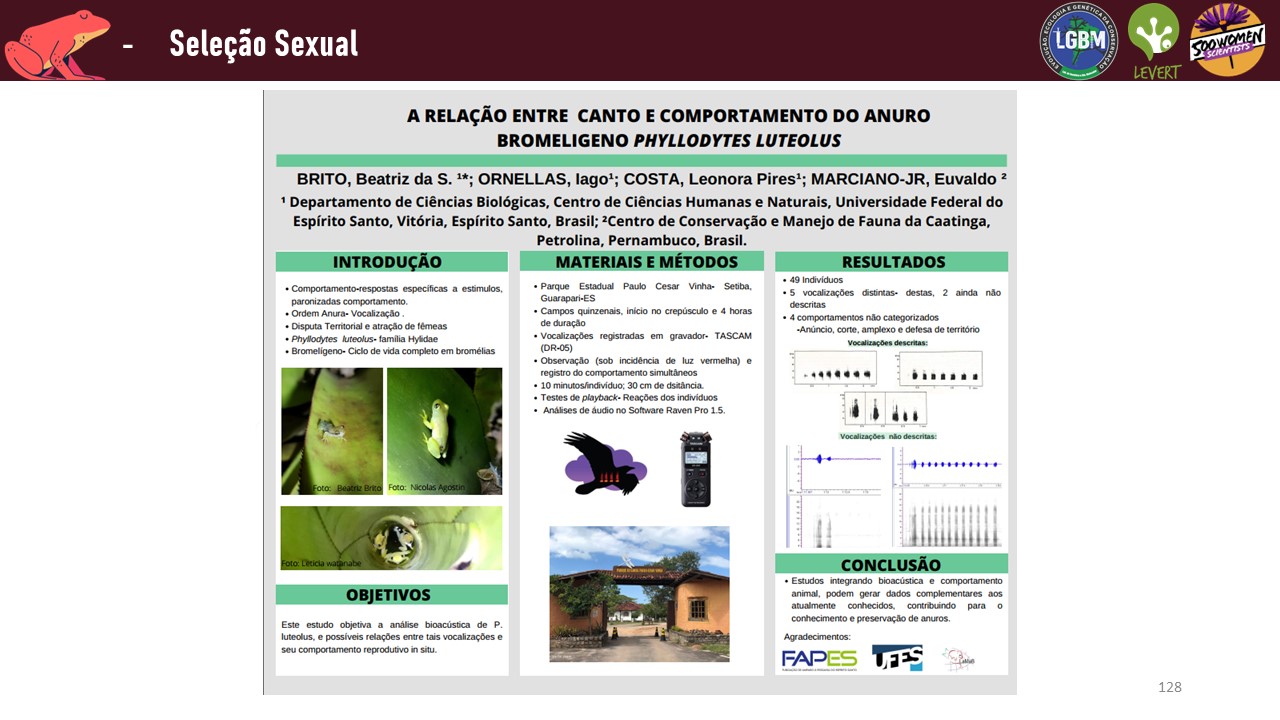 - Seleção Sexual
LGBM
LEVERT
500 WOMEN
SCIENTISTS
A RELAÇÃO ENTRE CANTO E COMPORTAMENTO DO ANURO
BROMELIGENO PHYLLODYTES LUTEOLUS
BRITO, Beatriz da S. ¹*; ORNELLAS, Iago¹; COSTA, Leonora Pires¹; MARCIANO-JR, Euvaldo ²
¹ Departamento de Ciências Biológicas, Centro de Ciências Humanas e Naturais, Universidade Federal do
Espírito Santo, Vitória, Espírito Santo, Brasil; ²Centro de Conservação e Manejo de Fauna da Caatinga,
Petrolina, Pernambuco, Brasil.
INTRODUÇÃO
• Comportamento-respostas específicas a estimulos,
paronizadas comportamento.
• Ordem Anura- Vocalização .
• Disputa Territorial e atração de fêmeas
• Phyllodytes luteolus- família Hylidae
• Bromelígeno- Ciclo de vida completo em bromélias
Foto: Beatriz Brito
Foto: Nicolas Agostin
Foto: Leticia watanabe
OBJETIVOS
Este estudo objetiva a análise bioacústica de P.
luteolus, e possíveis relações entre tais vocalizações e
seu comportamento reprodutivo in situ.
MATERIAIS E MÉTODOS
• Parque Estadual Paulo Cesar Vinha- Setiba,
Guarapari-ES
• Campos quinzenais, início no crepúsculo e 4 horas
de duração
• Vocalizações registradas em gravador- TASCAM
(DR-05)
• Observação (sob incidência de luz vermelha) e
registro do comportamento simultâneos
• 10 minutos/indivíduo; 30 cm de dsitância.
• Testes de playback- Reações dos indivíduos
• Análises de áudio no Software Raven Pro 1.5.
RESULTADOS
• 49 Indivíduos
• 5 vocalizações distintas- destas, 2 ainda não
descritas
• 4 comportamentos não categorizados
-Anúncio, corte, amplexo e defesa de território
Vocalizações descritas:
Vocalizações não descritas:
CONCLUSÃO
• Estudos integrando bioacústica e comportamento
animal, podem gerar dados complementares aos
atualmente conhecidos, contribuindo para o
conhecimento e preservação de anuros.
Agradecimentos:
FAPES
UFES
128